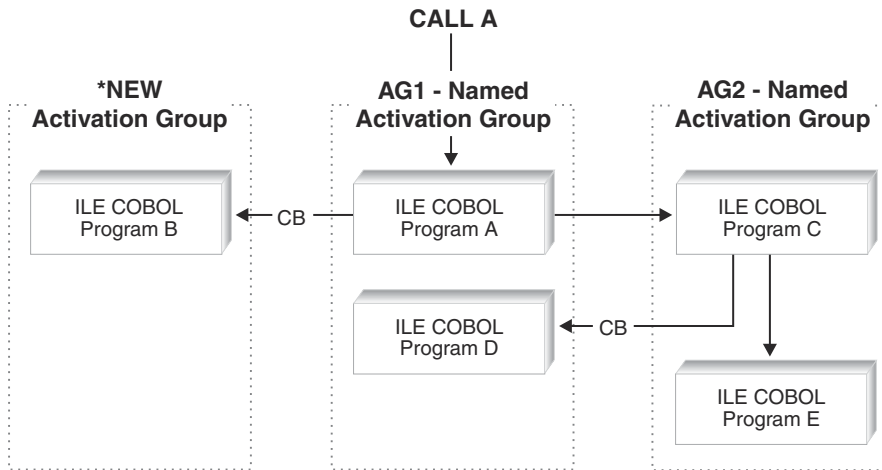 CALL A
*NEW
Activation Group
AG1 - Named
Activation Group
AG2 - Named
Activation Group
ILE COBOL
Program B
CB
ILE COBOL
Program A
ILE COBOL
Program C
ILE COBOL
Program D
CB
ILE COBOL
Program E